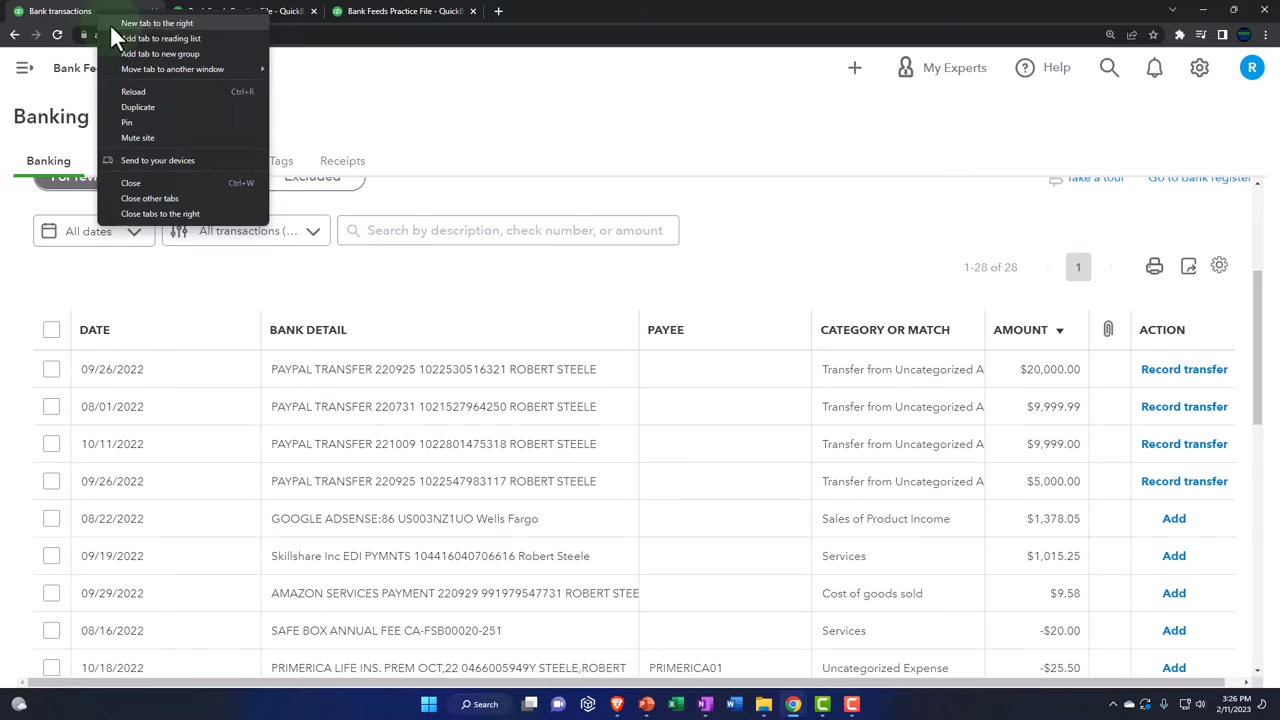 Bank transactions
- QuickB
Bank Feeds Practice File - QuickB
New tab to the right
Add tab to reading list
Add tab to new group
Move tab to another window
Reload Ctrl+R
Duplicate
Pin
Mute site
Send to your devices
Close Ctrl+W
Close other tabs
Close tabs to the right
Bank Fe
My Experts
Help
R
Banking
Banking
Tags
Receipts
Excluded
Take a tour
Go to bank register
All dates
All transactions (...
Search by description, check number, or amount
1-28 of 28
1
DATE BANK DETAIL PAYEE CATEGORY OR MATCH AMOUNT ACTION
09/26/2022 PAYPAL TRANSFER 220925 1022530516321 ROBERT STEELE Transfer from Uncategorized A $20,000.00 Record transfer
08/01/2022 PAYPAL TRANSFER 220731 1021527964250 ROBERT STEELE Transfer from Uncategorized A $9,999.99 Record transfer
10/11/2022 PAYPAL TRANSFER 221009 1022801475318 ROBERT STEELE Transfer from Uncategorized A $9,999.00 Record transfer
09/26/2022 PAYPAL TRANSFER 220925 1022547983117 ROBERT STEELE Transfer from Uncategorized A $5,000.00 Record transfer
08/22/2022 GOOGLE ADSENSE:86 US003NZ1UO Wells Fargo Sales of Product Income $1,378.05 Add
09/19/2022 Skillshare Inc EDI PYMNTS 104416040706616 Robert Steele Services $1,015.25 Add
09/29/2022 AMAZON SERVICES PAYMENT 220929 991979547731 ROBERT STEE Cost of goods sold $9.58 Add
08/16/2022 SAFE BOX ANNUAL FEE CA-FSB00020-251 Services -$20.00 Add
10/18/2022 PRIMERICA LIFE INS. PREM OCT,22 0466005949Y STEELE,ROBERT PRIMERICA01 Uncategorized Expense -$25.50 Add
Search
3:26 PM
2/11/2023